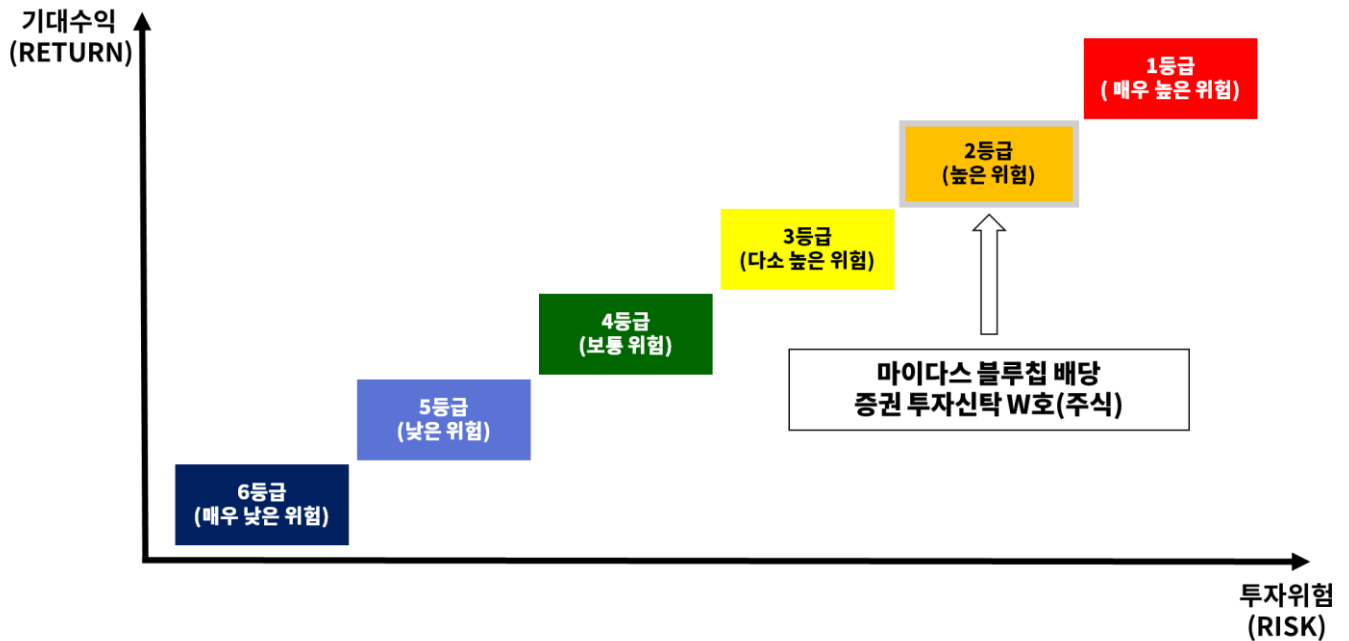 기대수익
(RETURN)
1등급
( 매우 높은 위험)
2등급
(높은 위험)
3등급
(다소 높은 위험)
4등급
(보통 위험)
마이다스 블루칩 배당
증권 투자신탁 W호(주식)
5등급
(낮은 위험)
6등급
(매우 낮은 위험)
투자위험
(RISK)